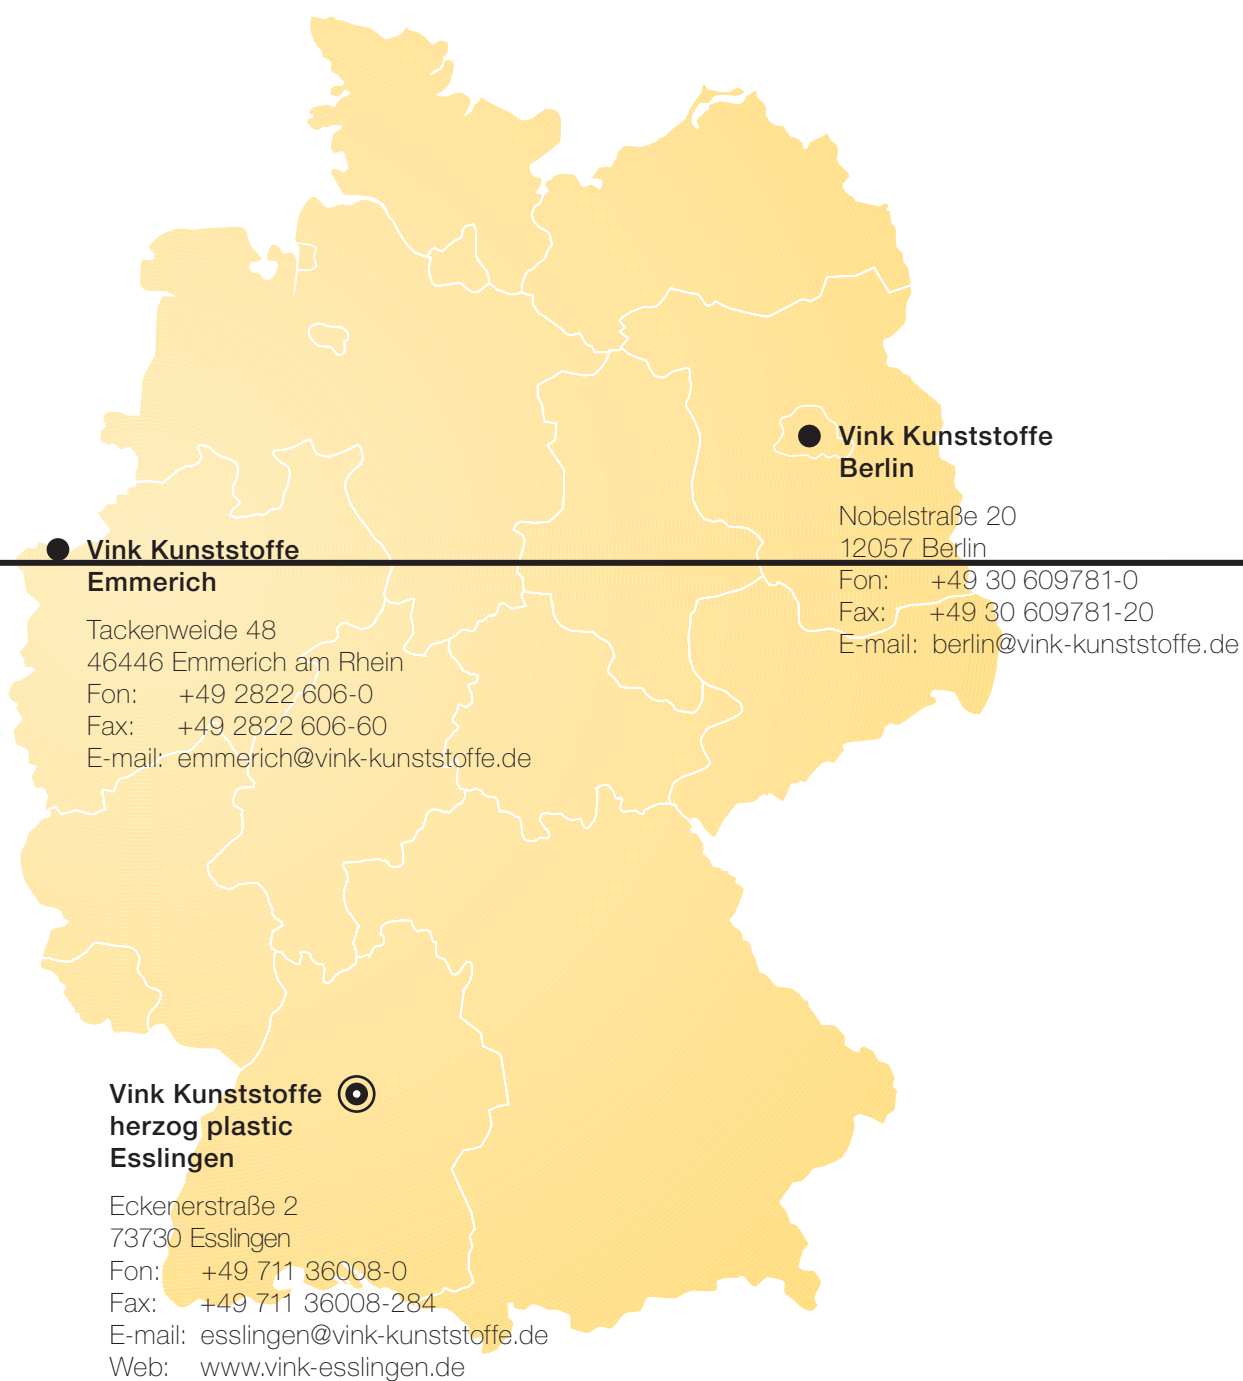 Vink Kunststoffe
Berlin
Nobelstraße 20
12057 Berlin
Fon: +49 30 609781-0
Fax: +49 30 609781-20
E-mail: berlin@vink-kunststoffe.de
Vink Kunststoffe
Emmerich
Tackenweide 48
46446 Emmerich am Rhein
Fon: +49 2822 606-0
Fax: +49 2822 606-60
E-mail: emmerich@vink-kunststoffe.de
Vink Kunststoffe
herzog plastic
Esslingen
Eckenerstraße 2
73730 Esslingen
Fon: +49 711 36008-0
Fax: +49 711 36008-284
E-mail: esslingen@vink-kunststoffe.de
Web: www.vink-esslingen.de